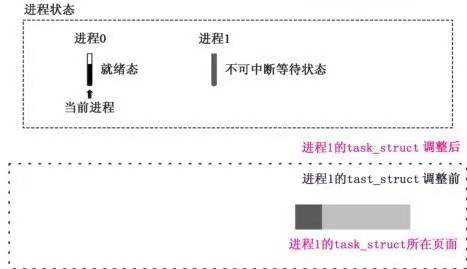 进程状态
进程0
进程1
就绪态
不可中断等待状态
当前进程
进程1的task_struct 调整后
进程1的tast_struct 调整前
进程1的task_struct所在页面